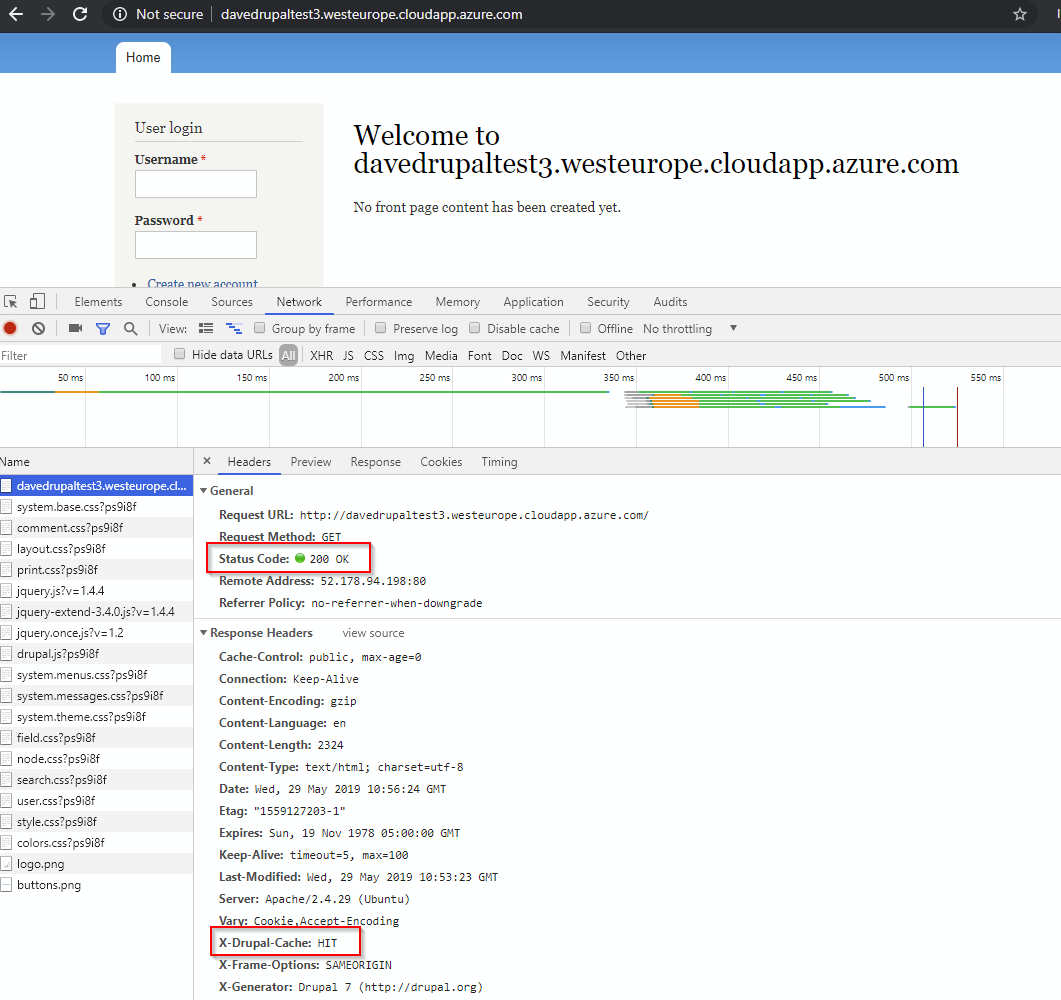 Not secure | davedrupaltest3.westeurope.cloudapp.azure.com
Home
User login
Username *
Password *
Create new account
Welcome to
davedrupaltest3.westeurope.cloudapp.azure.com
No front page content has been created yet.
Elements Console Sources Network Performance Memory Application Security Audits
View: Group by frame Preserve log Disable cache Offline No throttling
Filter Hide data URLs All XHR JS CSS Img Media Font Doc WS Manifest Other
50 ms 100 ms 150 ms 200 ms 250 ms 300 ms 350 ms 400 ms 450 ms 500 ms 550 ms
Name
davedrupaltest3.westeurope.cl...
system.base.css?ps9i8f
comment.css?ps9i8f
layout.css?ps9i8f
print.css?ps9i8f
jquery.js?v=1.4.4
jquery-extend-3.4.0.js?v=1.4.4
jquery.once.js?v=1.2
drupal.js?ps9i8f
system.menus.css?ps9i8f
system.messages.css?ps9i8f
system.theme.css?ps9i8f
field.css?ps9i8f
node.css?ps9i8f
search.css?ps9i8f
user.css?ps9i8f
style.css?ps9i8f
colors.css?ps9i8f
logo.png
buttons.png
× Headers Preview Response Cookies Timing
General
Request URL: http://davedrupaltest3.westeurope.cloudapp.azure.com/
Request Method: GET
Status Code: 200 OK
Remote Address: 52.178.94.198:80
Referrer Policy: no-referrer-when-downgrade
Response Headers view source
Cache-Control: public, max-age=0
Connection: Keep-Alive
Content-Encoding: gzip
Content-Language: en
Content-Length: 2324
Content-Type: text/html; charset=utf-8
Date: Wed, 29 May 2019 10:56:24 GMT
Etag: "1559127203-1"
Expires: Sun, 19 Nov 1978 05:00:00 GMT
Keep-Alive: timeout=5, max=100
Last-Modified: Wed, 29 May 2019 10:53:23 GMT
Server: Apache/2.4.29 (Ubuntu)
Vary: Cookie,Accept-Encoding
X-Drupal-Cache: HIT
X-Frame-Options: SAMEORIGIN
X-Generator: Drupal 7 (http://drupal.org)